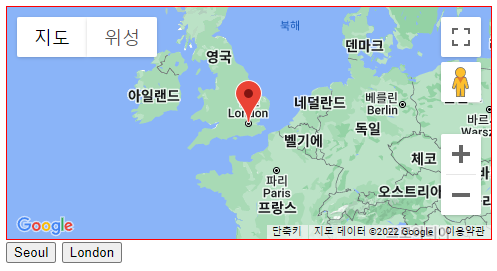 지도 위성
북해
영국
덴마크
아일랜드
London
네덜란드
베를린
Berlin
벨기에
독일
체코
파리
Paris
프랑스
오스트리아
Google
단축키 지도 데이터 ©2022 Google 이용약관
Seoul London